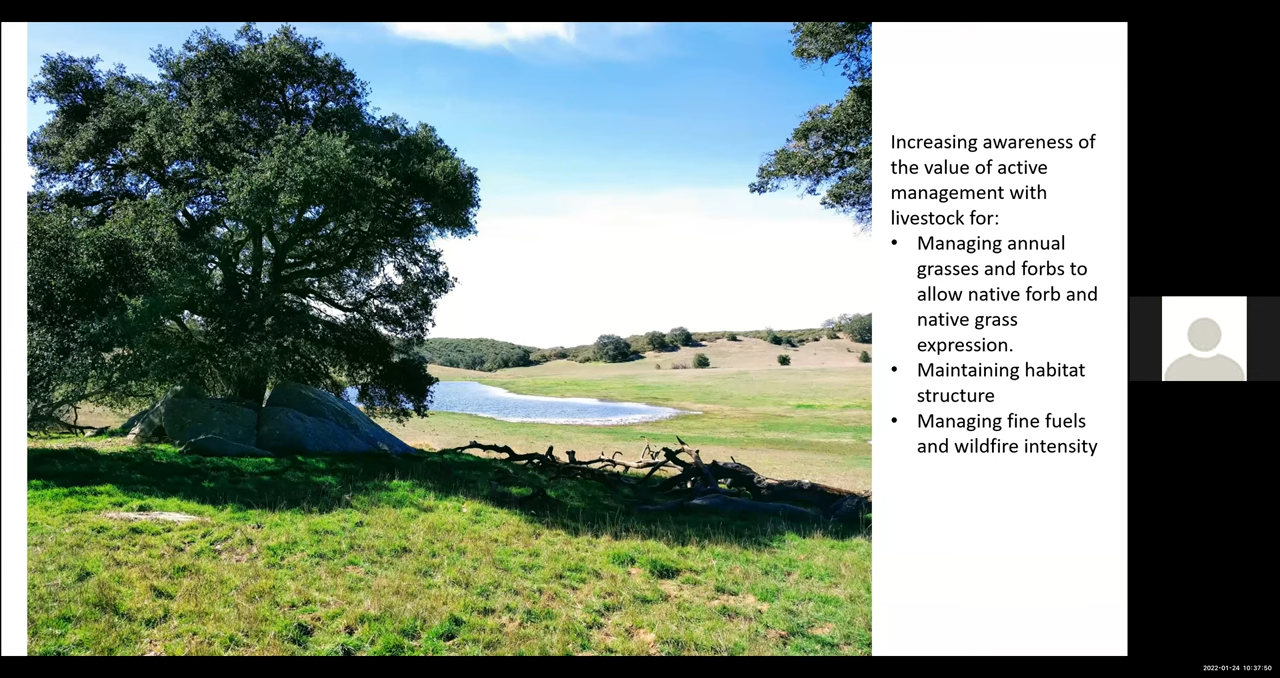 Increasing awareness of
the value of active
management with
livestock for:
• Managing annual
grasses and forbs to
allow native forb and
native grass
expression.
• Maintaining habitat
structure
• Managing fine fuels
and wildfire intensity
2022-01-24 10:37:50